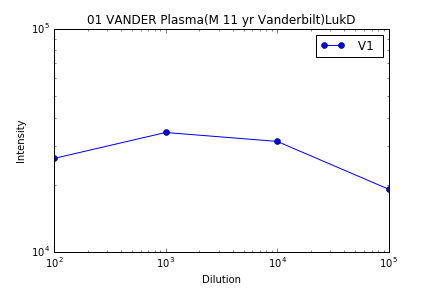 01 VANDER Plasma(M 11 yr Vanderbilt)LukD
10^5
V1
Intensity
10^4
10^2 10^3 10^4 10^5
Dilution